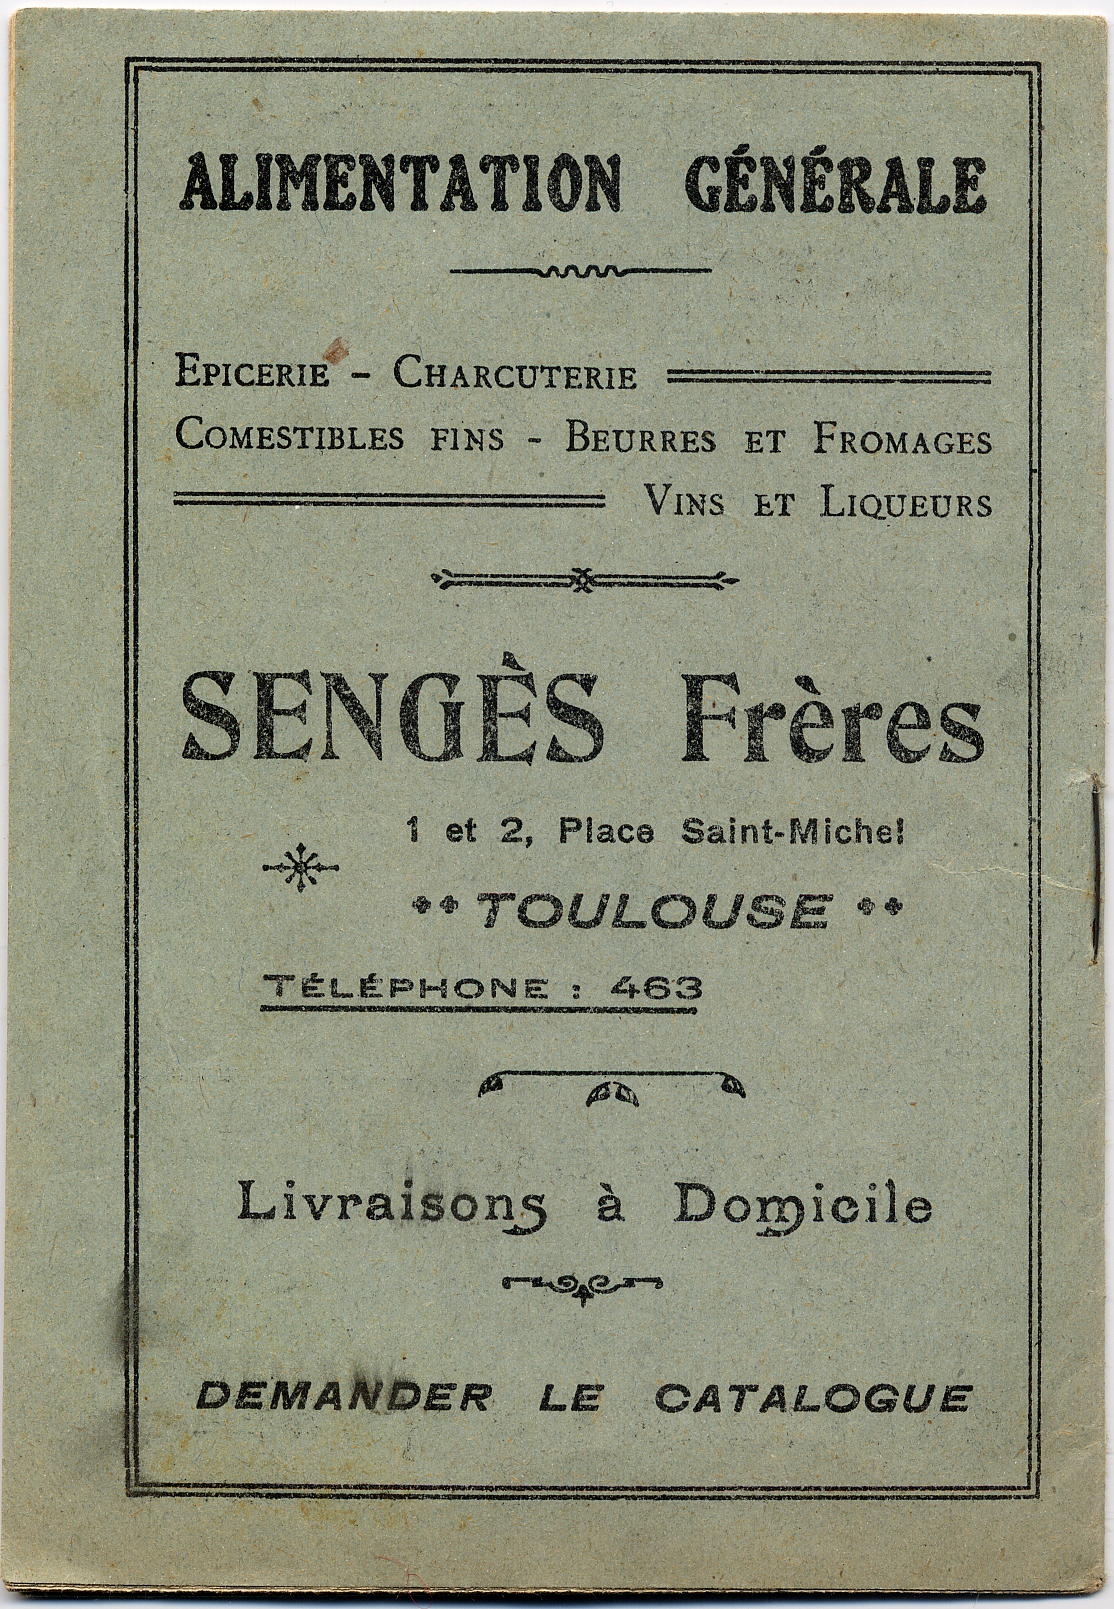 ALIMENTATION GÉNÉRALE
EPICERIE - CHARCUTERIE
COMESTIBLES FINS - BEURRES ET FROMAGES
VINS ET LIQUEURS
SENGÈS Frères
1 et 2, Place Saint-Michel
TOULOUSE
TÉLÉPHONE : 463
Livraisons à Domicile
DEMANDER LE CATALOGUE